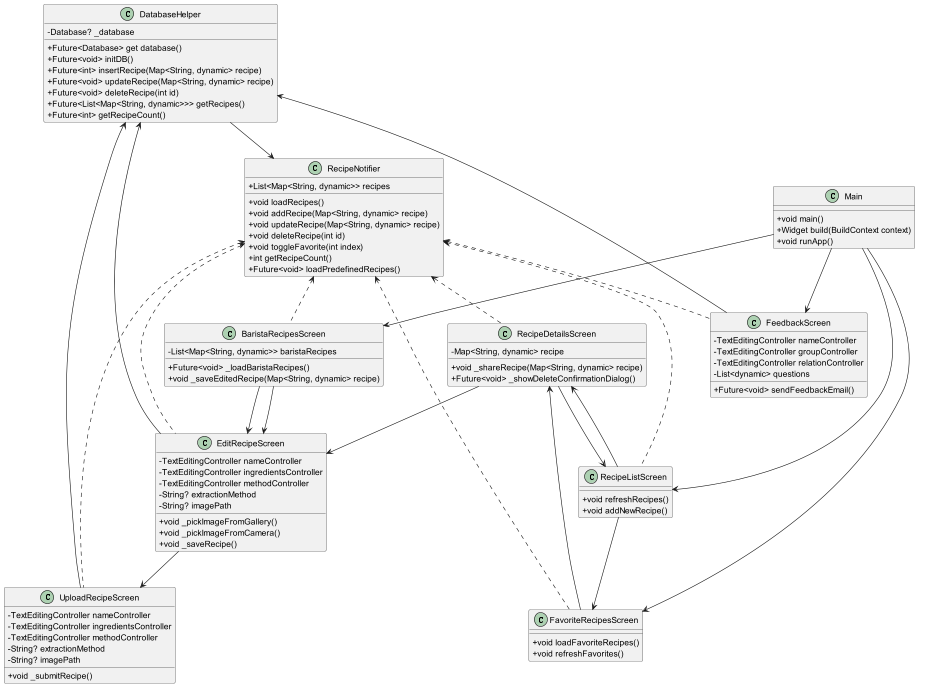 C DatabaseHelper
-Database? _database
+Future<Database> get database()
+Future<void> initDB()
+Future<int> insertRecipe(Map<String, dynamic> recipe)
+Future<void> updateRecipe(Map<String, dynamic> recipe)
+Future<void> deleteRecipe(int id)
+Future<List<Map<String, dynamic>>> getRecipes()
+Future<int> getRecipeCount()
C RecipeNotifier
+List<Map<String, dynamic>> recipes
+void loadRecipes()
+void addRecipe(Map<String, dynamic> recipe)
+void updateRecipe(Map<String, dynamic> recipe)
+void deleteRecipe(int id)
+void toggleFavorite(int index)
+int getRecipeCount()
+Future<void> loadPredefinedRecipes()
C Main
+void main()
+Widget build(BuildContext context)
+void runApp()
C BaristaRecipesScreen
-List<Map<String, dynamic>> baristaRecipes
+Future<void> _loadBaristaRecipes()
+void _saveEditedRecipe(Map<String, dynamic> recipe)
C RecipeDetailsScreen
-Map<String, dynamic> recipe
+void _shareRecipe(Map<String, dynamic> recipe)
+Future<void> _showDeleteConfirmationDialog()
C FeedbackScreen
-TextEditingController nameController
-TextEditingController groupController
-TextEditingController relationController
-List<dynamic> questions
+Future<void> sendFeedbackEmail()
C EditRecipeScreen
-TextEditingController nameController
-TextEditingController ingredientsController
-TextEditingController methodController
-String? extractionMethod
-String? imagePath
+void _pickImageFromGallery()
+void _pickImageFromCamera()
+void _saveRecipe()
C RecipeListScreen
+void refreshRecipes()
+void addNewRecipe()
C UploadRecipeScreen
-TextEditingController nameController
-TextEditingController ingredientsController
-TextEditingController methodController
-String? extractionMethod
-String? imagePath
+void _submitRecipe()
C FavoriteRecipesScreen
+void loadFavoriteRecipes()
+void refreshFavorites()